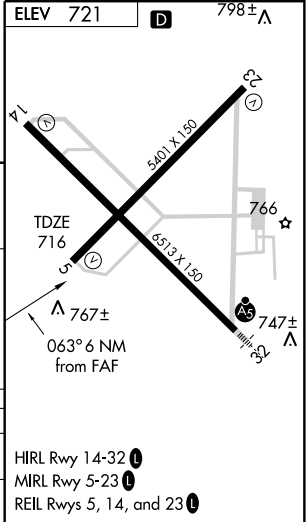 ELEV 721 D 798±
14
23
V
V
5401 X 150
TDZE
716
766
6513 X 150
5
V
767±
A5
747±
32
063° 6 NM
from FAF
HIRL Rwy 14-32 L
MIRL Rwy 5-23 L
REIL Rwys 5, 14, and 23 L